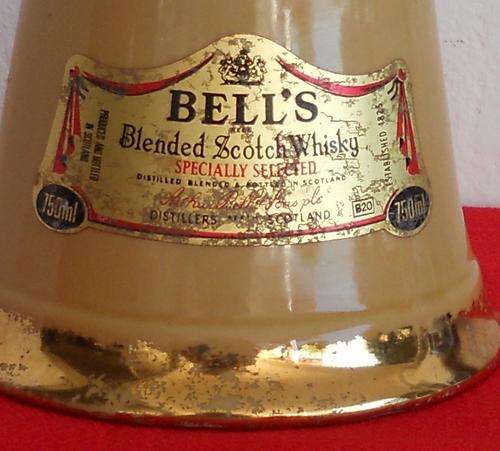 BELL'S
Blended Scotch Whisky
SPECIALLY SELECTED
DISTILLED BLENDED & BOTTLED IN SCOTLAND
DISTILLERS SCOTLAND
750ml
750ml
B20
PRODUCED AND BOTTLED
IN SCOTLAND
ESTABLISHED 1825